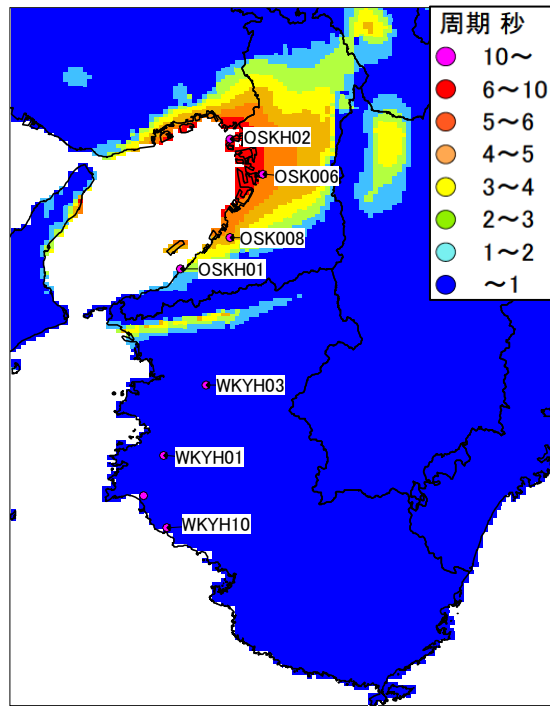 周期 秒
10～
6～10
5～6
4～5
3～4
2～3
1～2
～1
OSKH02
OSK006
OSK008
OSKH01
WKYH03
WKYH01
WKYH10